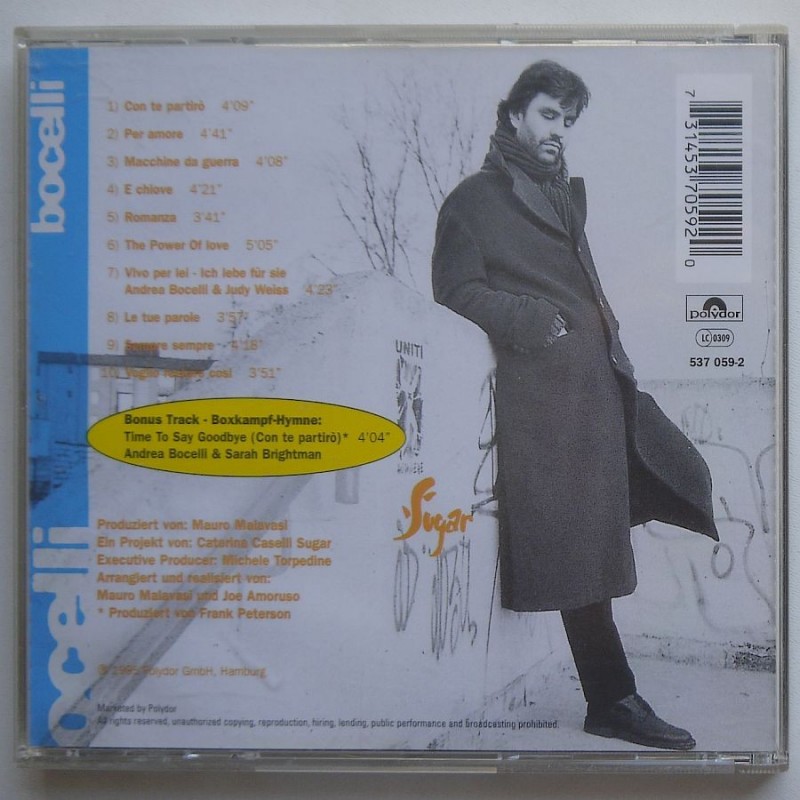 bocelli
1) Con te partirò 4'09"
2) Per amore 4'41"
3) Macchine da guerra 4'08"
4) E chiove 4'21"
5) Romanza 3'41"
6) The Power Of love 5'05"
7) Vivo per lei - Ich lebe für sie
Andrea Bocelli & Judy Weiss 4'23"
8) Le tue parole 3'57"
9) Sempre sempre 4'18"
10) Voglio restare così 3'51"
Bonus Track - Boxkampf-Hymne:
Time To Say Goodbye (Con te partirò)* 4'04"
Andrea Bocelli & Sarah Brightman
Produziert von: Mauro Malavasi
Ein Projekt von: Caterina Caselli Sugar
Executive Producer: Michele Torpedine
Arrangiert und realisiert von:
Mauro Malavasi und Joe Amoruso
* Produziert von Frank Peterson
Polydor GmbH, Hamburg
Marketed by Polydor
All rights reserved, unauthorized copying, reproduction, hiring, lending, public performance and broadcasting prohibited.
ocelli
UNITI
Sugar
7 31453 70592 0
polydor
LC 0309
537 059-2